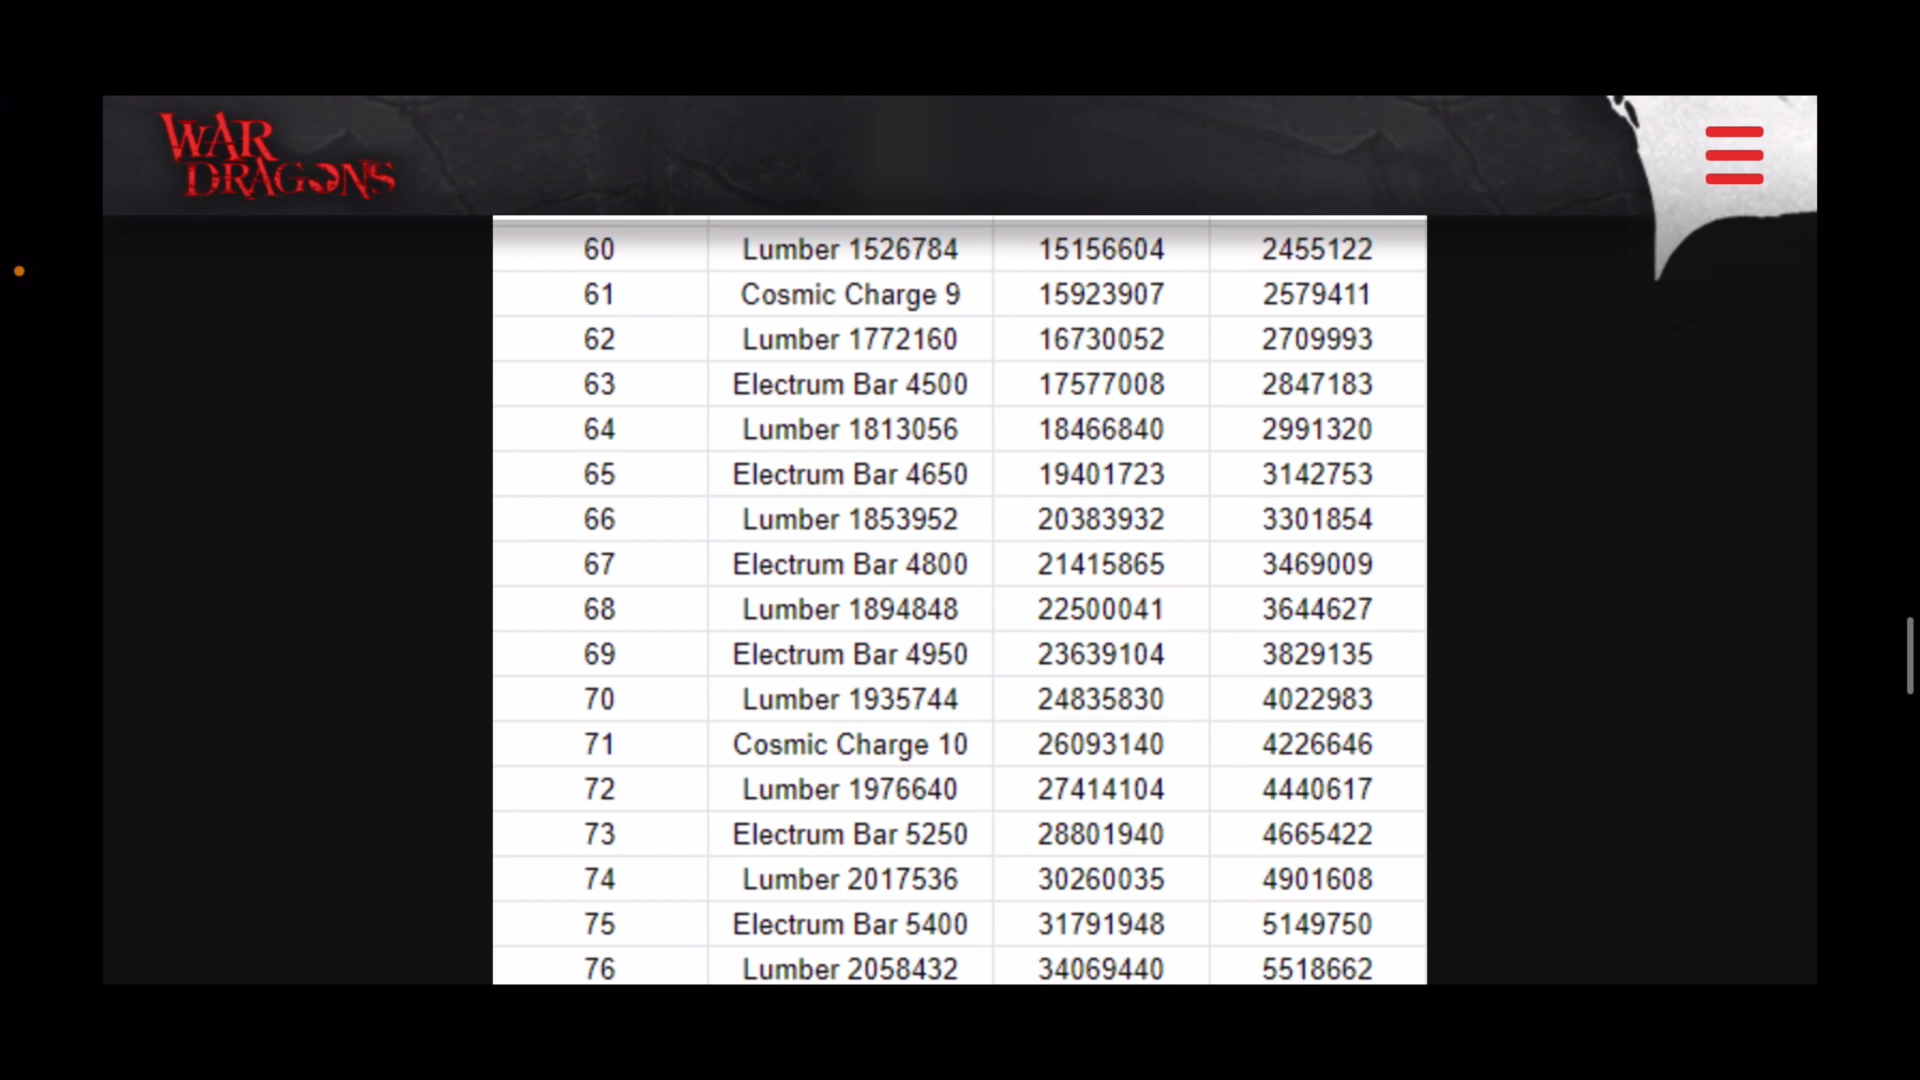 WAR
DRAGONS
60 Lumber 1526784 15156604 2455122
61 Cosmic Charge 9 15923907 2579411
62 Lumber 1772160 16730052 2709993
63 Electrum Bar 4500 17577008 2847183
64 Lumber 1813056 18466840 2991320
65 Electrum Bar 4650 19401723 3142753
66 Lumber 1853952 20383932 3301854
67 Electrum Bar 4800 21415865 3469009
68 Lumber 1894848 22500041 3644627
69 Electrum Bar 4950 23639104 3829135
70 Lumber 1935744 24835830 4022983
71 Cosmic Charge 10 26093140 4226646
72 Lumber 1976640 27414104 4440617
73 Electrum Bar 5250 28801940 4665422
74 Lumber 2017536 30260035 4901608
75 Electrum Bar 5400 31791948 5149750
76 Lumber 2058432 34069440 5518662